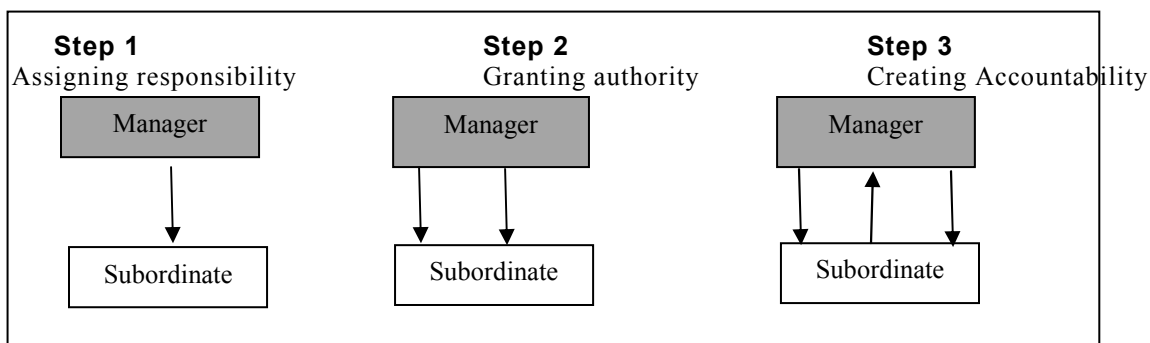 Step 1
Assigning responsibility
Manager
Subordinate
Step 2
Granting authority
Manager
Subordinate
Step 3
Creating Accountability
Manager
Subordinate